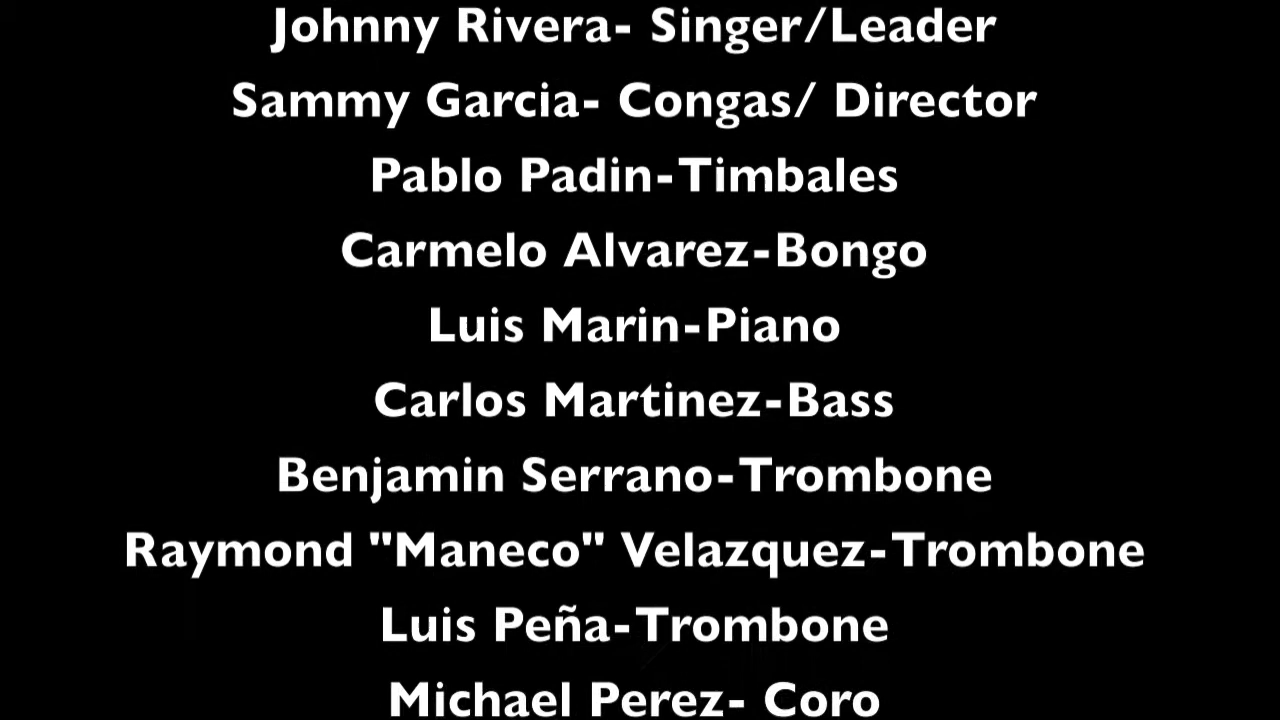 Johnny Rivera- Singer/Leader
Sammy Garcia- Congas/ Director
Pablo Padin-Timbales
Carmelo Alvarez-Bongo
Luis Marin-Piano
Carlos Martinez-Bass
Benjamin Serrano-Trombone
Raymond "Maneco" Velazquez-Trombone
Luis Peña-Trombone
Michael Perez- Coro